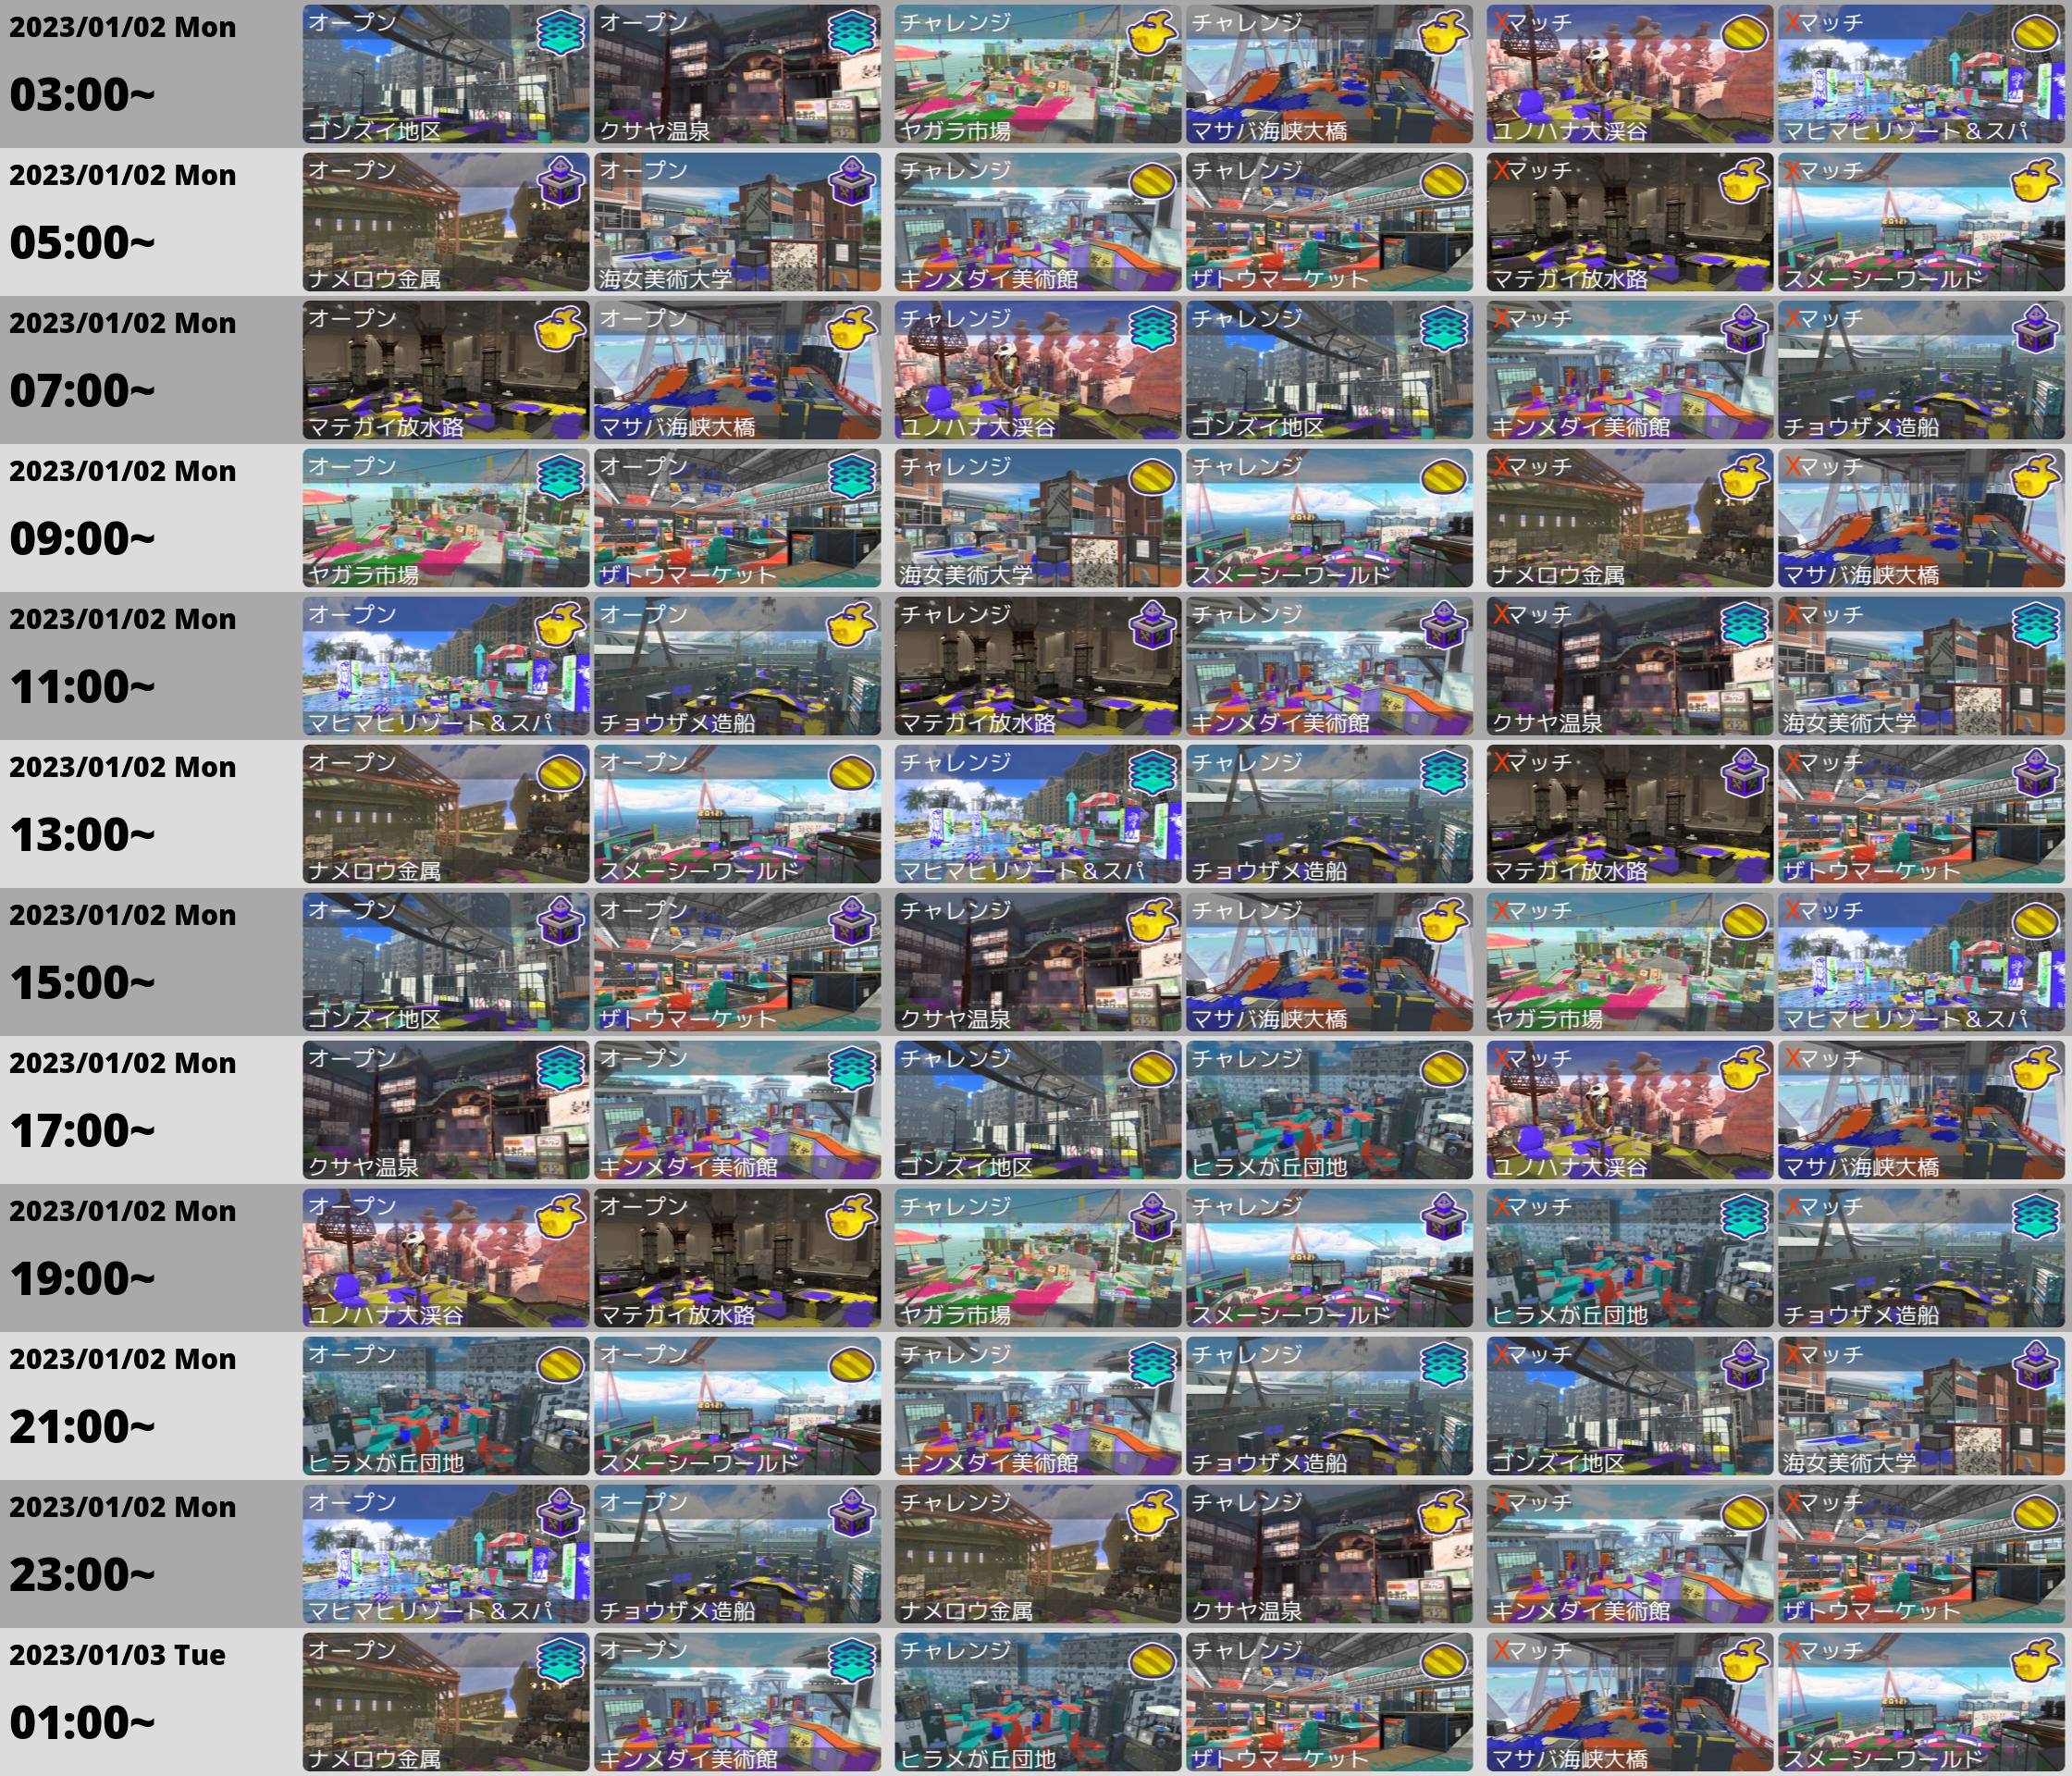 2023/01/02 Mon
03:00~
オープン
ゴンズイ地区
オープン
クサヤ温泉
チャレンジ
ヤガラ市場
チャレンジ
マサバ海峡大橋
Xマッチ
ユノハナ大渓谷
Xマッチ
マヒマヒリゾート＆スパ
2023/01/02 Mon
05:00~
オープン
ナメロウ金属
オープン
海女美術大学
チャレンジ
キンメダイ美術館
チャレンジ
ザトウマーケット
Xマッチ
マテガイ放水路
Xマッチ
スメーシーワールド
2023/01/02 Mon
07:00~
オープン
マテガイ放水路
オープン
マサバ海峡大橋
チャレンジ
ユノハナ大渓谷
チャレンジ
ゴンズイ地区
Xマッチ
キンメダイ美術館
Xマッチ
チョウザメ造船
2023/01/02 Mon
09:00~
オープン
ヤガラ市場
オープン
ザトウマーケット
チャレンジ
海女美術大学
チャレンジ
スメーシーワールド
Xマッチ
ナメロウ金属
Xマッチ
マサバ海峡大橋
2023/01/02 Mon
11:00~
オープン
マヒマヒリゾート＆スパ
オープン
チョウザメ造船
チャレンジ
マテガイ放水路
チャレンジ
キンメダイ美術館
Xマッチ
クサヤ温泉
Xマッチ
海女美術大学
2023/01/02 Mon
13:00~
オープン
ナメロウ金属
オープン
スメーシーワールド
チャレンジ
マヒマヒリゾート＆スパ
チャレンジ
チョウザメ造船
Xマッチ
マテガイ放水路
Xマッチ
ザトウマーケット
2023/01/02 Mon
15:00~
オープン
ゴンズイ地区
オープン
ザトウマーケット
チャレンジ
クサヤ温泉
チャレンジ
マサバ海峡大橋
Xマッチ
ヤガラ市場
Xマッチ
マヒマヒリゾート＆スパ
2023/01/02 Mon
17:00~
オープン
クサヤ温泉
オープン
キンメダイ美術館
チャレンジ
ゴンズイ地区
チャレンジ
ヒラメが丘団地
Xマッチ
ユノハナ大渓谷
Xマッチ
マサバ海峡大橋
2023/01/02 Mon
19:00~
オープン
ユノハナ大渓谷
オープン
マテガイ放水路
チャレンジ
ヤガラ市場
チャレンジ
スメーシーワールド
Xマッチ
ヒラメが丘団地
Xマッチ
チョウザメ造船
2023/01/02 Mon
21:00~
オープン
ヒラメが丘団地
オープン
スメーシーワールド
チャレンジ
キンメダイ美術館
チャレンジ
チョウザメ造船
Xマッチ
ゴンズイ地区
Xマッチ
海女美術大学
2023/01/02 Mon
23:00~
オープン
マヒマヒリゾート＆スパ
オープン
チョウザメ造船
チャレンジ
ナメロウ金属
チャレンジ
クサヤ温泉
Xマッチ
キンメダイ美術館
Xマッチ
ザトウマーケット
2023/01/03 Tue
01:00~
オープン
ナメロウ金属
オープン
キンメダイ美術館
チャレンジ
ヒラメが丘団地
チャレンジ
ザトウマーケット
Xマッチ
マサバ海峡大橋
Xマッチ
スメーシーワールド